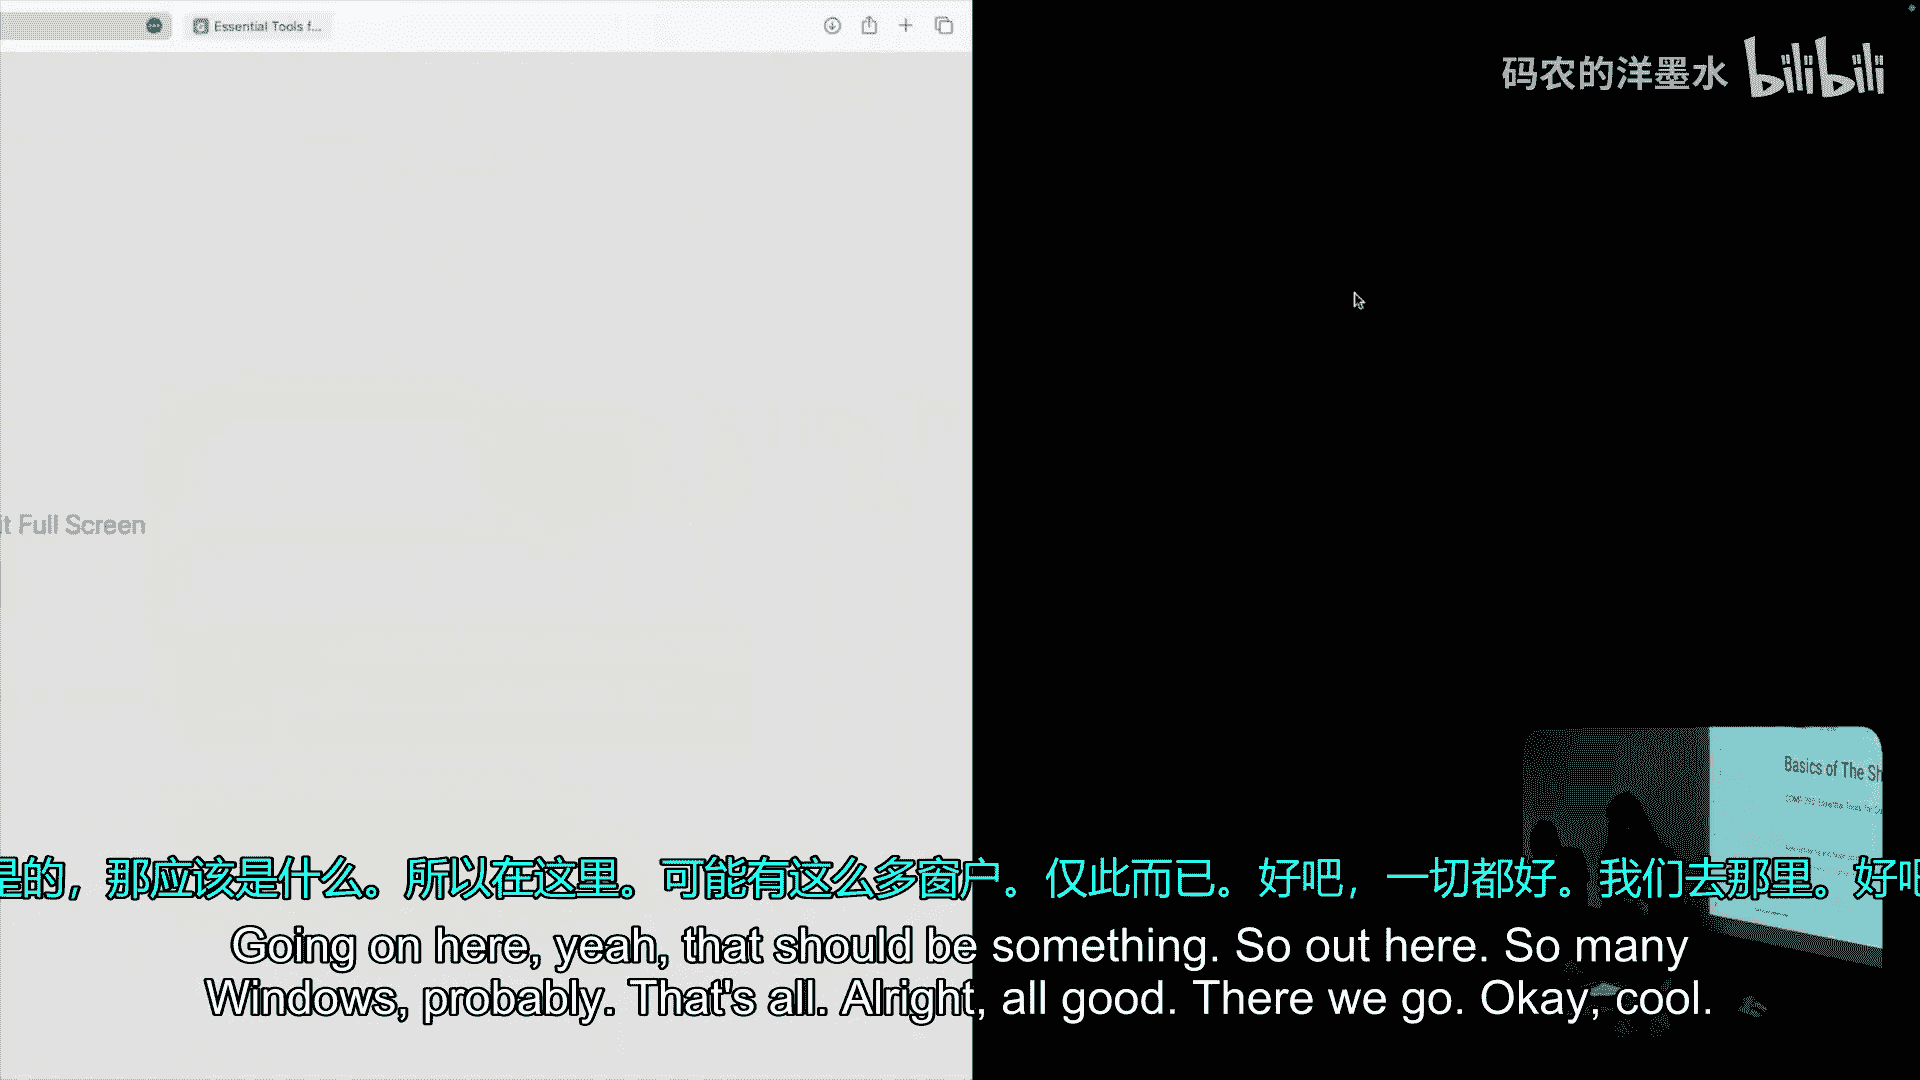 Essential Tools f...
码农的洋墨水 bilibili
it Full Screen
Basics of The Sh
是的，那应该是什么。所以在这里。可能有这么多窗户。仅此而已。好吧，一切都好。我们去那里。好吧
Going on here, yeah, that should be something. So out here. So many
Windows, probably. That's all. Alright, all good. There we go. Okay, cool.